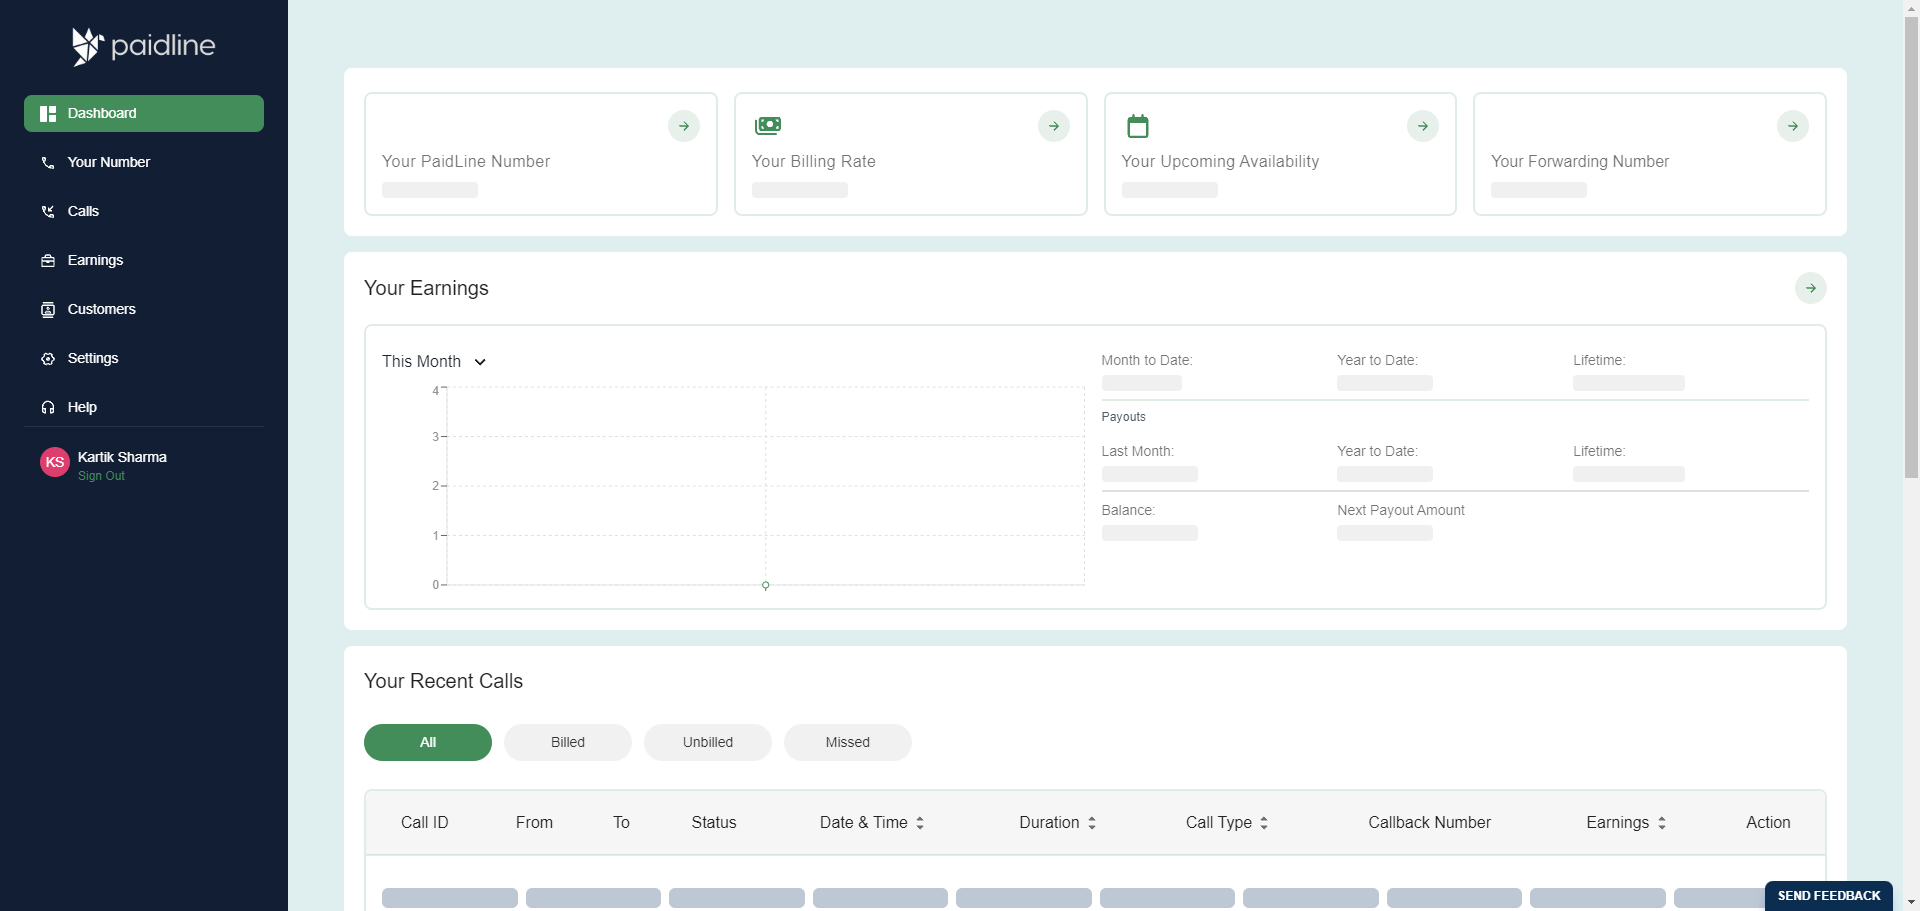 paidline
Dashboard
Your Number
Calls
Earnings
Customers
Settings
Help
KS
Kartik Sharma
Sign Out
Your PaidLine Number
Your Billing Rate
Your Upcoming Availability
Your Forwarding Number
Your Earnings
This Month
4
3
2
1
0
Month to Date:
Year to Date:
Lifetime:
Payouts
Last Month:
Year to Date:
Lifetime:
Balance:
Next Payout Amount
Your Recent Calls
All
Billed
Unbilled
Missed
Call ID
From
To
Status
Date & Time
Duration
Call Type
Callback Number
Earnings
Action
SEND FEEDBACK